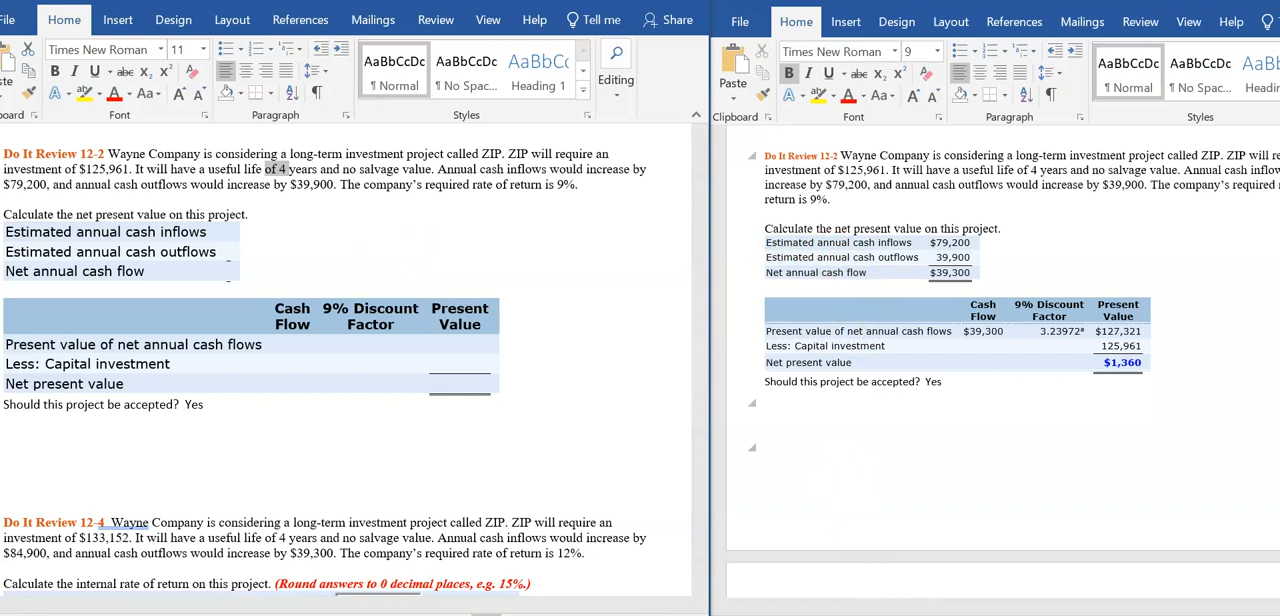 File Home Insert Design Layout References Mailings Review View Help Tell me Share
Times New Roman 11
B I U abc X₂ X² 
A ab A Aa A A
AaBbCcDc AaBbCcDc AaBbC
¶ Normal ¶ No Spac... Heading 1
Editing
Font Paragraph Styles
Do It Review 12-2 Wayne Company is considering a long-term investment project called ZIP. ZIP will require an
investment of $125,961. It will have a useful life of 4 years and no salvage value. Annual cash inflows would increase by
$79,200, and annual cash outflows would increase by $39,900. The company's required rate of return is 9%.
Calculate the net present value on this project.
Estimated annual cash inflows
Estimated annual cash outflows
Net annual cash flow
Cash 9% Discount Present
Flow Factor Value
Present value of net annual cash flows
Less: Capital investment
Net present value
Should this project be accepted? Yes
Do It Review 12-4 Wayne Company is considering a long-term investment project called ZIP. ZIP will require an
investment of $133,152. It will have a useful life of 4 years and no salvage value. Annual cash inflows would increase by
$84,900, and annual cash outflows would increase by $39,300. The company's required rate of return is 12%.
Calculate the internal rate of return on this project. (Round answers to 0 decimal places, e.g. 15%.)
File Home Insert Design Layout References Mailings Review View Help
Paste
Times New Roman 9
B I U abc X₂ X²
A ab A Aa A A
AaBbCcDc AaBbCcDc AaBb
¶ Normal ¶ No Spac... Headin
Clipboard Font Paragraph Styles
Do It Review 12-2 Wayne Company is considering a long-term investment project called ZIP. ZIP will re
investment of $125,961. It will have a useful life of 4 years and no salvage value. Annual cash inflow
increase by $79,200, and annual cash outflows would increase by $39,900. The company's required
return is 9%.
Calculate the net present value on this project.
Estimated annual cash inflows $79,200
Estimated annual cash outflows 39,900
Net annual cash flow $39,300
Cash 9% Discount Present
Flow Factor Value
Present value of net annual cash flows $39,300 3.23972ª $127,321
Less: Capital investment 125,961
Net present value $1,360
Should this project be accepted? Yes